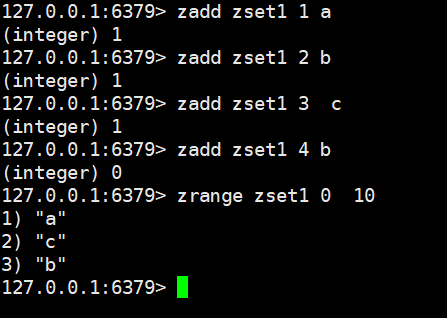 127.0.0.1:6379> zadd zset1 1 a
(integer) 1
127.0.0.1:6379> zadd zset1 2 b
(integer) 1
127.0.0.1:6379> zadd zset1 3  c
(integer) 1
127.0.0.1:6379> zadd zset1 4 b
(integer) 0
127.0.0.1:6379> zrange zset1 0  10
1) "a"
2) "c"
3) "b"
127.0.0.1:6379>